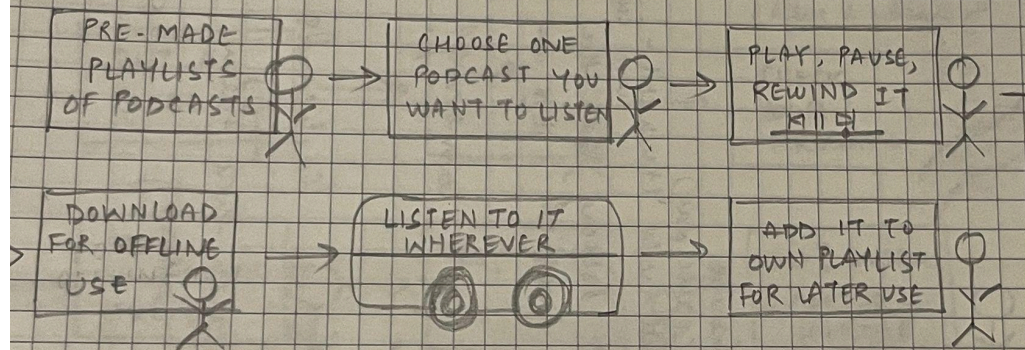 PRE-MADE
PLAYLISTS
OF PODCASTS
CHOOSE ONE
PODCAST YOU
WANT TO LISTEN
PLAY, PAUSE,
REWIND IT
DOWNLOAD
FOR OFFLINE
USE
LISTEN TO IT
WHEREVER
ADD IT TO
OWN PLAYLIST
FOR LATER USE